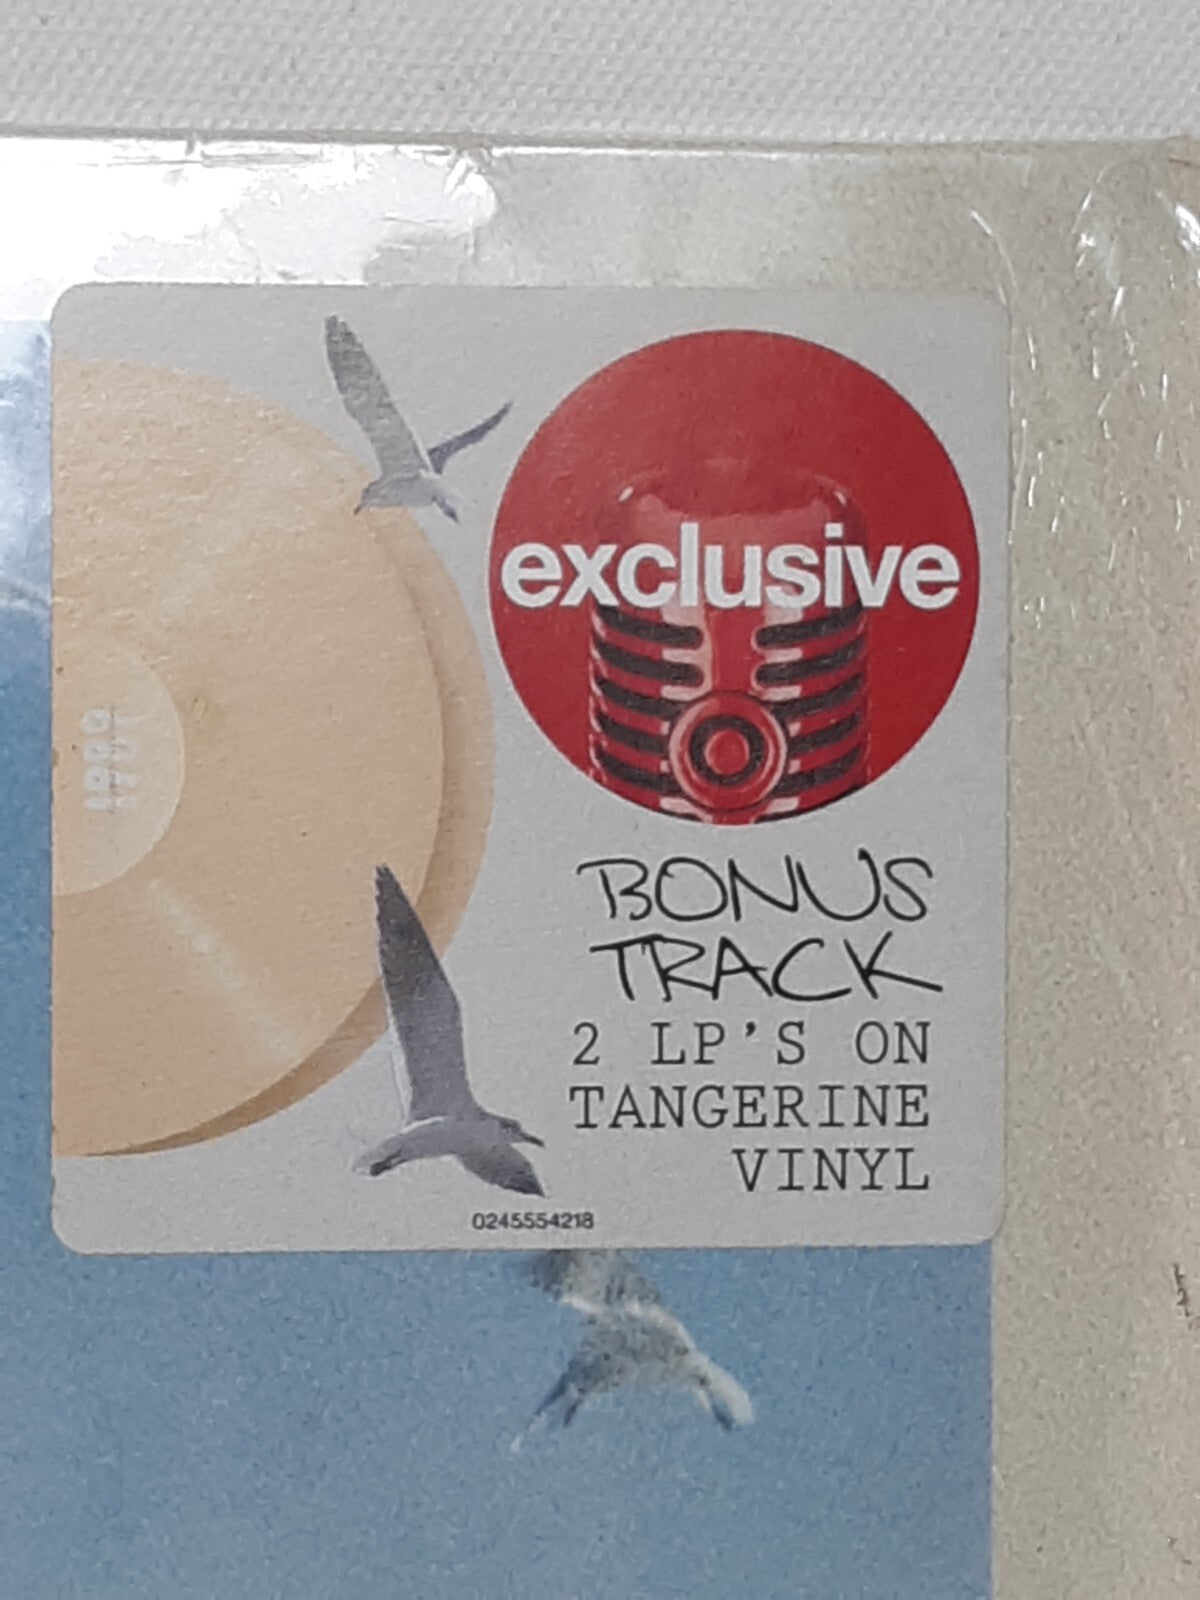 exclusive
BONUS
TRACK
2 LP'S ON
TANGERINE
VINYL
0245554218